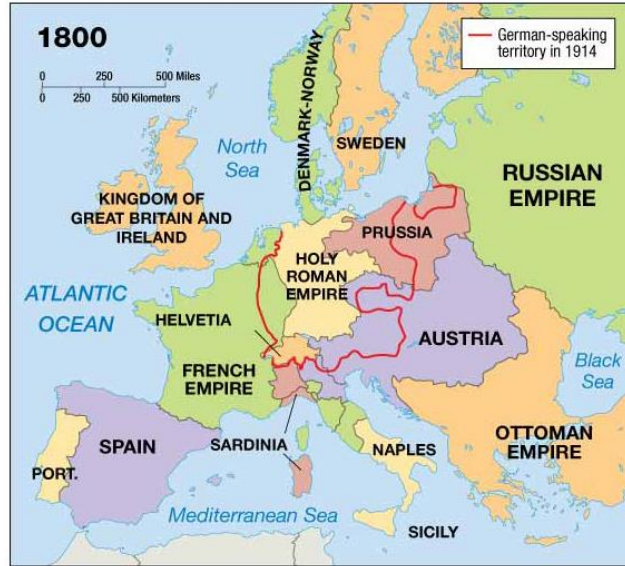 1800
German-speaking
territory in 1914
0 250 500 Miles
0 250 500 Kilometers
North
Sea
DENMARK-NORWAY
SWEDEN
RUSSIAN
EMPIRE
KINGDOM OF
GREAT BRITAIN AND
IRELAND
PRUSSIA
HOLY
ROMAN
EMPIRE
ATLANTIC
OCEAN
HELVETIA
AUSTRIA
FRENCH
EMPIRE
Black
Sea
SPAIN
PORT.
SARDINIA
NAPLES
OTTOMAN
EMPIRE
Mediterranean Sea
SICILY